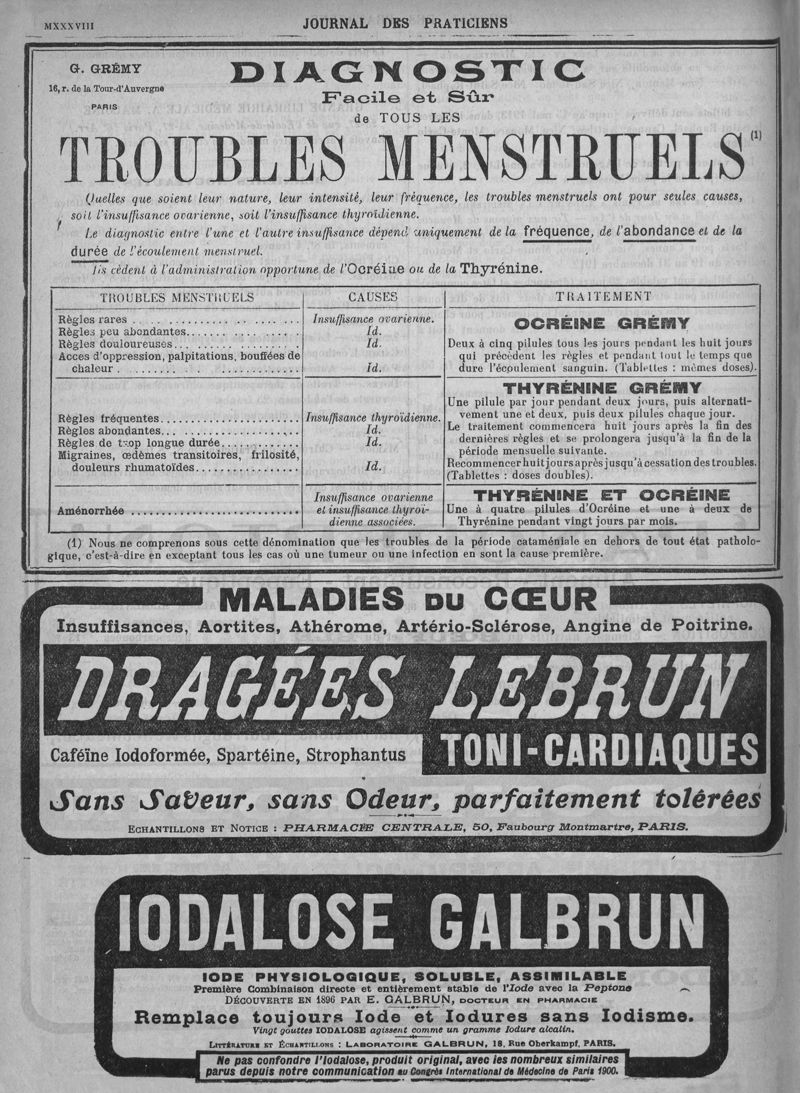 MXXXVIII
JOURNAL DES PRATICIENS
G. GRÉMY
16, r. de la Tour-d'Auvergne
PARIS
DIAGNOSTIC
Facile et Sûr
de TOUS LES
TROUBLES MENSTRUELS (1)
Quelles que soient leur nature, leur intensité, leur fréquence, les troubles menstruels ont pour seules causes,
soit l'insuffisance ovarienne, soit l'insuffisance thyroïdienne.
Le diagnostic entre l'une et l'autre insuffisance dépend uniquement de la fréquence, de l'abondance et de la
durée de l'écoulement menstruel.
Ils cèdent à l'administration opportune de l'Ocréine ou de la Thyrénine.
TROUBLES MENSTRUELS
CAUSES
TRAITEMENT
Règles rares
Insuffisance ovarienne.
Règles peu abondantes
Id.
Règles douloureuses
Id.
Acces d'oppression, palpitations, bouffées de
chaleur
Id.
OCRÉINE GRÉMY
Deux à cinq pilules tous les jours pendant les huit jours
qui précèdent les règles et pendant tout le temps que
dure l'écoulement sanguin. (Tablettes : mêmes doses).
Règles fréquentes
Insuffisance thyroïdienne.
Règles abondantes
Id.
Règles de trop longue durée
Id.
Migraines, œdèmes transitoires, frilosité,
douleurs rhumatoïdes
Id.
THYRÉNINE GRÉMY
Une pilule par jour pendant deux jours, puis alternati-
vement une et deux, puis deux pilules chaque jour.
Le traitement commencera huit jours après la fin des
dernières règles et se prolongera jusqu'à la fin de la
période mensuelle suivante.
Recommencer huit jours après jusqu'à cessation des troubles.
(Tablettes : doses doubles).
Aménorrhée
Insuffisance ovarienne
et insuffisance thyroï-
dienne associées.
THYRÉNINE ET OCRÉINE
Une à quatre pilules d'Ocréine et une à deux de
Thyrénine pendant vingt jours par mois.
(1) Nous ne comprenons sous cette dénomination que les troubles de la période cataméniale en dehors de tout état patholo-
gique, c'est-à-dire en exceptant tous les cas où une tumeur ou une infection en sont la cause première.
MALADIES DU CŒUR
Insuffisances, Aortites, Athérome, Artério-Sclérose, Angine de Poitrine.
DRAGÉES LEBRUN
Caféïne Iodoformée, Spartéine, Strophantus
TONI-CARDIAQUES
Sans Saveur, sans Odeur, parfaitement tolérées
ECHANTILLONS ET NOTICE : PHARMACIE CENTRALE, 50, Faubourg Montmartre, PARIS.
IODALOSE GALBRUN
IODE PHYSIOLOGIQUE, SOLUBLE, ASSIMILABLE
Première Combinaison directe et entièrement stable de l'Iode avec la Peptone
DÉCOUVERTE EN 1896 PAR E. GALBRUN, DOCTEUR EN PHARMACIE
Remplace toujours Iode et Iodures sans Iodisme.
Vingt gouttes IODALOSE agissent comme un gramme Iodure alcalin.
LITTÉRATURE ET ÉCHANTILLONS : LABORATOIRE GALBRUN, 18, Rue Oberkampf, PARIS.
Ne pas confondre l'Iodalose, produit original, avec les nombreux similaires
parus depuis notre communication au Congrès International de Médecine de Paris 1900.